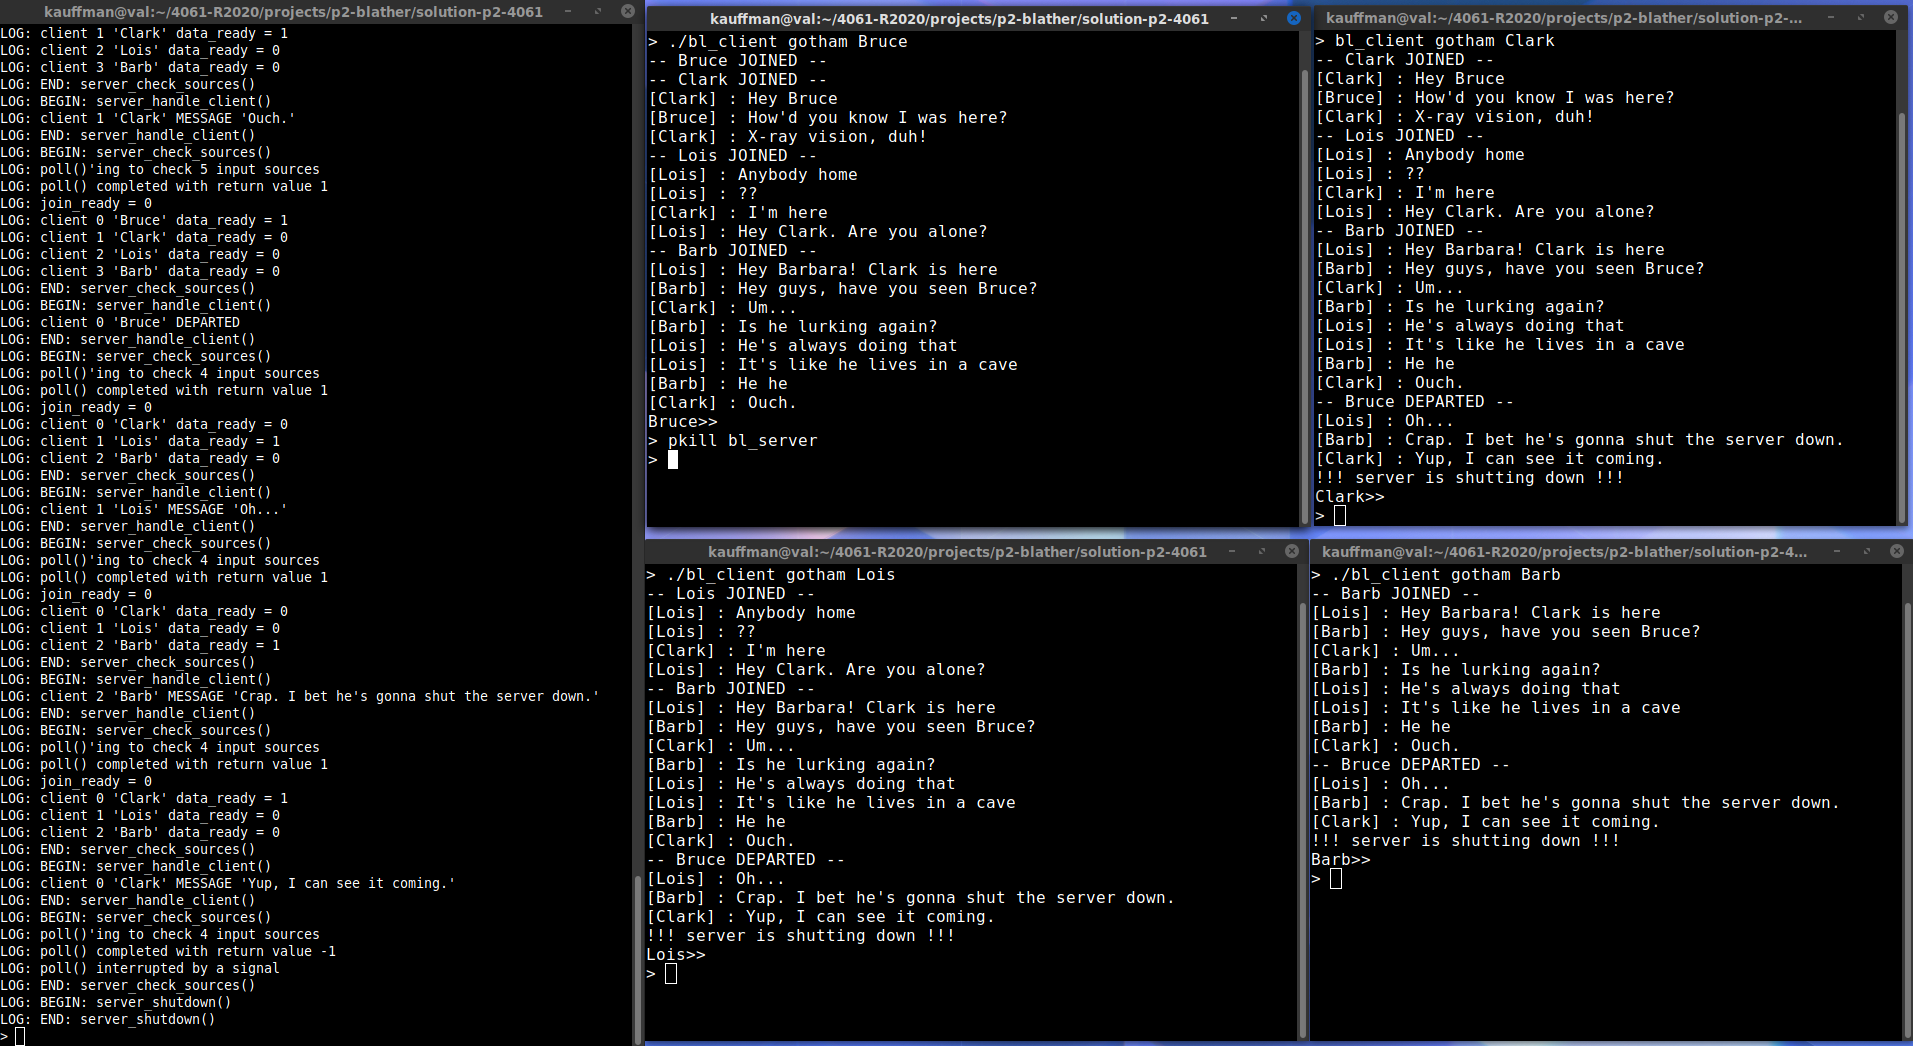 kauffman@val:~/4061-R2020/projects/p2-blather/solution-p2-4061
LOG: client 1 'Clark' data_ready = 1
LOG: client 2 'Lois' data_ready = 0
LOG: client 3 'Barb' data_ready = 0
LOG: END: server_check_sources()
LOG: BEGIN: server_handle_client()
LOG: client 1 'Clark' MESSAGE 'Ouch.'
LOG: END: server_handle_client()
LOG: BEGIN: server_check_sources()
LOG: poll()'ing to check 5 input sources
LOG: poll() completed with return value 1
LOG: join_ready = 0
LOG: client 0 'Bruce' data_ready = 1
LOG: client 1 'Clark' data_ready = 0
LOG: client 2 'Lois' data_ready = 0
LOG: client 3 'Barb' data_ready = 0
LOG: END: server_check_sources()
LOG: BEGIN: server_handle_client()
LOG: client 0 'Bruce' DEPARTED
LOG: END: server_handle_client()
LOG: BEGIN: server_check_sources()
LOG: poll()'ing to check 4 input sources
LOG: poll() completed with return value 1
LOG: join_ready = 0
LOG: client 0 'Clark' data_ready = 0
LOG: client 1 'Lois' data_ready = 1
LOG: client 2 'Barb' data_ready = 0
LOG: END: server_check_sources()
LOG: BEGIN: server_handle_client()
LOG: client 1 'Lois' MESSAGE 'Oh...'
LOG: END: server_handle_client()
LOG: BEGIN: server_check_sources()
LOG: poll()'ing to check 4 input sources
LOG: poll() completed with return value 1
LOG: join_ready = 0
LOG: client 0 'Clark' data_ready = 0
LOG: client 1 'Lois' data_ready = 0
LOG: client 2 'Barb' data_ready = 1
LOG: END: server_check_sources()
LOG: BEGIN: server_handle_client()
LOG: client 2 'Barb' MESSAGE 'Crap. I bet he's gonna shut the server down.'
LOG: END: server_handle_client()
LOG: BEGIN: server_check_sources()
LOG: poll()'ing to check 4 input sources
LOG: poll() completed with return value 1
LOG: join_ready = 0
LOG: client 0 'Clark' data_ready = 1
LOG: client 1 'Lois' data_ready = 0
LOG: client 2 'Barb' data_ready = 0
LOG: END: server_check_sources()
LOG: BEGIN: server_handle_client()
LOG: client 0 'Clark' MESSAGE 'Yup, I can see it coming.'
LOG: END: server_handle_client()
LOG: BEGIN: server_check_sources()
LOG: poll()'ing to check 4 input sources
LOG: poll() completed with return value -1
LOG: poll() interrupted by a signal
LOG: END: server_check_sources()
LOG: BEGIN: server_shutdown()
LOG: END: server_shutdown()
>
kauffman@val:~/4061-R2020/projects/p2-blather/solution-p2-4061
> ./bl_client gotham Bruce
-- Bruce JOINED --
-- Clark JOINED --
[Clark] : Hey Bruce
[Bruce] : How'd you know I was here?
[Clark] : X-ray vision, duh!
-- Lois JOINED --
[Lois] : Anybody home
[Lois] : ??
[Clark] : I'm here
[Lois] : Hey Clark. Are you alone?
-- Barb JOINED --
[Lois] : Hey Barbara! Clark is here
[Barb] : Hey guys, have you seen Bruce?
[Clark] : Um...
[Barb] : Is he lurking again?
[Lois] : He's always doing that
[Lois] : It's like he lives in a cave
[Barb] : He he
[Clark] : Ouch.
Bruce>>
> pkill bl_server
>
kauffman@val:~/4061-R2020/projects/p2-blather/solution-p2-...
> bl_client gotham Clark
-- Clark JOINED --
[Clark] : Hey Bruce
[Bruce] : How'd you know I was here?
[Clark] : X-ray vision, duh!
-- Lois JOINED --
[Lois] : Anybody home
[Lois] : ??
[Clark] : I'm here
[Lois] : Hey Clark. Are you alone?
-- Barb JOINED --
[Lois] : Hey Barbara! Clark is here
[Barb] : Hey guys, have you seen Bruce?
[Clark] : Um...
[Barb] : Is he lurking again?
[Lois] : He's always doing that
[Lois] : It's like he lives in a cave
[Barb] : He he
[Clark] : Ouch.
-- Bruce DEPARTED --
[Lois] : Oh...
[Barb] : Crap. I bet he's gonna shut the server down.
[Clark] : Yup, I can see it coming.
!!! server is shutting down !!!
Clark>>
>
kauffman@val:~/4061-R2020/projects/p2-blather/solution-p2-4061
> ./bl_client gotham Lois
-- Lois JOINED --
[Lois] : Anybody home
[Lois] : ??
[Clark] : I'm here
[Lois] : Hey Clark. Are you alone?
-- Barb JOINED --
[Lois] : Hey Barbara! Clark is here
[Barb] : Hey guys, have you seen Bruce?
[Clark] : Um...
[Barb] : Is he lurking again?
[Lois] : He's always doing that
[Lois] : It's like he lives in a cave
[Barb] : He he
[Clark] : Ouch.
-- Bruce DEPARTED --
[Lois] : Oh...
[Barb] : Crap. I bet he's gonna shut the server down.
[Clark] : Yup, I can see it coming.
!!! server is shutting down !!!
Lois>>
>
kauffman@val:~/4061-R2020/projects/p2-blather/solution-p2-4...
> ./bl_client gotham Barb
-- Barb JOINED --
[Lois] : Hey Barbara! Clark is here
[Barb] : Hey guys, have you seen Bruce?
[Clark] : Um...
[Barb] : Is he lurking again?
[Lois] : He's always doing that
[Lois] : It's like he lives in a cave
[Barb] : He he
[Clark] : Ouch.
-- Bruce DEPARTED --
[Lois] : Oh...
[Barb] : Crap. I bet he's gonna shut the server down.
[Clark] : Yup, I can see it coming.
!!! server is shutting down !!!
Barb>>
>